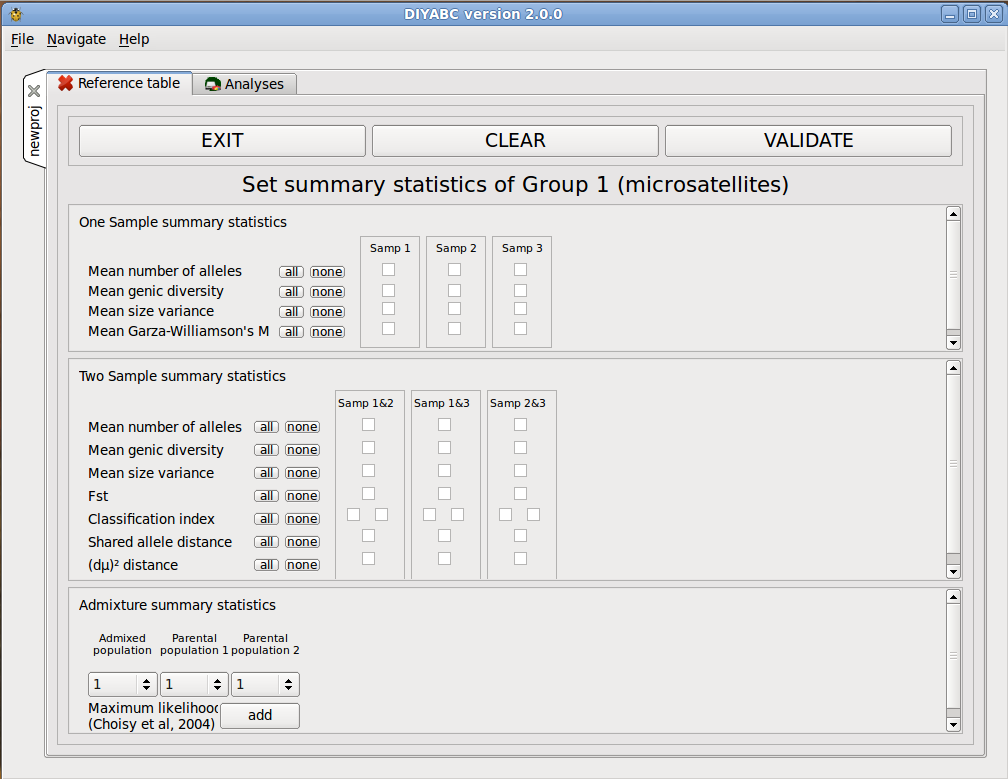 DIYABC version 2.0.0
File Navigate Help
newproj
Reference table Analyses
EXIT CLEAR VALIDATE
Set summary statistics of Group 1 (microsatellites)
One Sample summary statistics
Samp 1 Samp 2 Samp 3
Mean number of alleles all none
Mean genic diversity all none
Mean size variance all none
Mean Garza-Williamson's M all none
Two Sample summary statistics
Samp 1&2 Samp 1&3 Samp 2&3
Mean number of alleles all none
Mean genic diversity all none
Mean size variance all none
Fst all none
Classification index all none
Shared allele distance all none
(dμ)² distance all none
Admixture summary statistics
Admixed Parental Parental
population population 1 population 2
1 1 1
Maximum likelihood add
(Choisy et al, 2004)